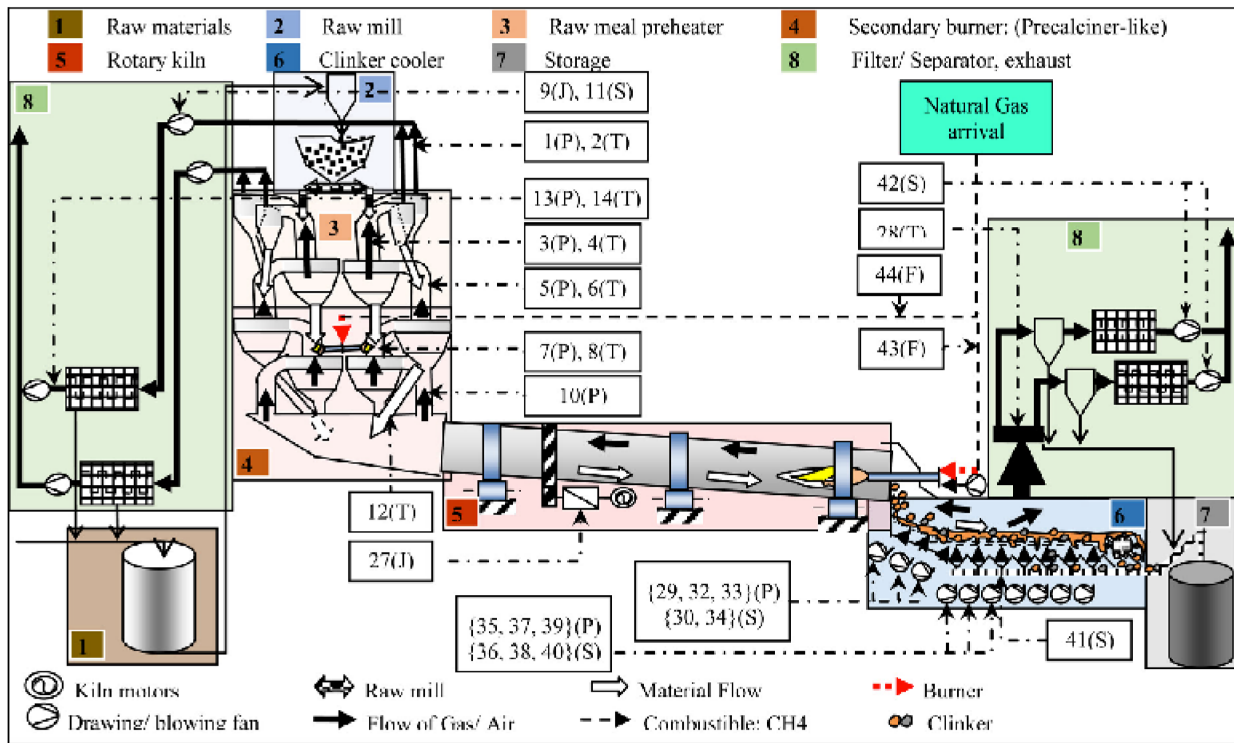 1 Raw materials 2 Raw mill 3 Raw meal preheater 4 Secondary burner: (Precalciner-like)
5 Rotary kiln 6 Clinker cooler 7 Storage 8 Filter/ Separator, exhaust
8
2
9(J), 11(S)
Natural Gas
arrival
1(P), 2(T)
13(P), 14(T)
42(S)
3
3(P), 4(T)
28(T)
8
5(P), 6(T)
44(F)
7(P), 8(T)
43(F)
10(P)
4
12(T)
5
6
7
27(J)
{29, 32, 33}(P)
{30, 34}(S)
{35, 37, 39}(P)
{36, 38, 40}(S)
41(S)
1
Kiln motors Raw mill Material Flow Burner
Drawing/ blowing fan Flow of Gas/ Air Combustible: CH4 Clinker